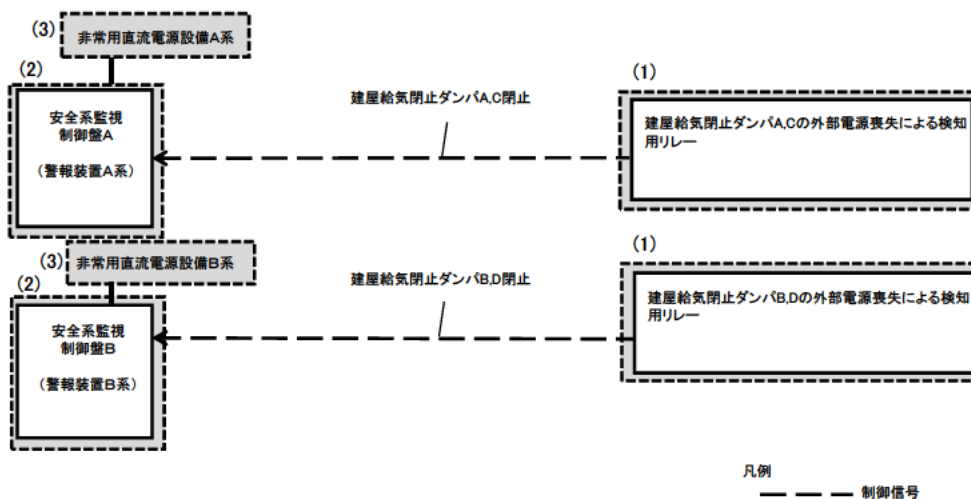 (3) 非常用直流電源設備A系
(2)
(1)
建屋給気閉止ダンパA,C閉止
安全系監視
制御盤A
(警報装置A系)
建屋給気閉止ダンパA,Cの外部電源喪失による検知
用リレー
(3) 非常用直流電源設備B系
(1)
(2)
建屋給気閉止ダンパB,D閉止
安全系監視
制御盤B
(警報装置B系)
建屋給気閉止ダンパB,Dの外部電源喪失による検知
用リレー
凡例
制御信号